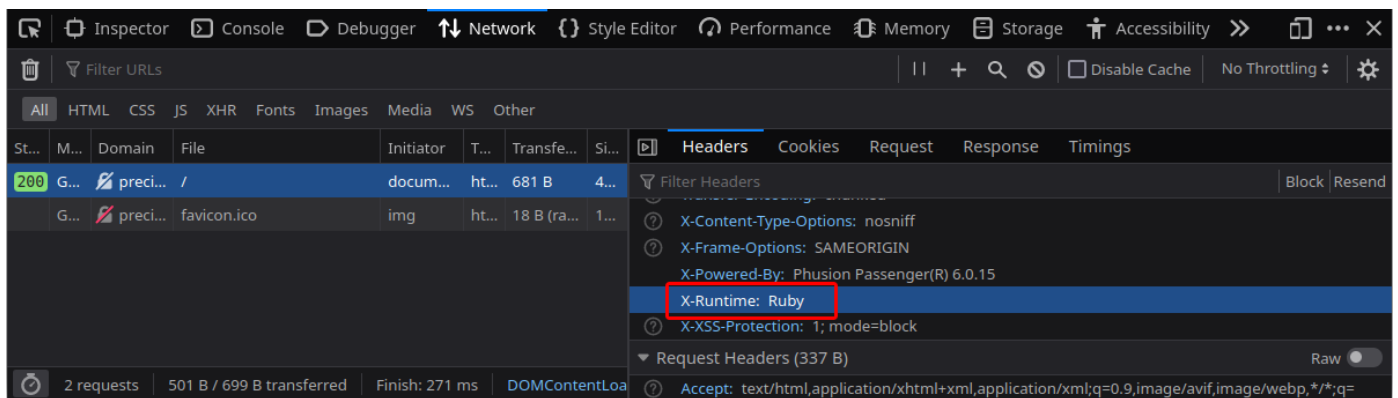 Inspector Console Debugger Network {} Style Editor Performance Memory Storage Accessibility
Filter URLs Disable Cache No Throttling
All HTML CSS JS XHR Fonts Images Media WS Other
St... M... Domain File Initiator T... Transfe... Si... Headers Cookies Request Response Timings
200 G... preci... / docum... ht... 681 B 4... Filter Headers Block Resend
G... preci... favicon.ico img ht... 18 B (ra... 1...
X-Content-Type-Options: nosniff
X-Frame-Options: SAMEORIGIN
X-Powered-By: Phusion Passenger(R) 6.0.15
X-Runtime: Ruby
X-XSS-Protection: 1; mode=block
Request Headers (337 B) Raw
2 requests 501 B / 699 B transferred Finish: 271 ms DOMContentLoa
Accept: text/html,application/xhtml+xml,application/xml;q=0.9,image/avif,image/webp,*/*;q=